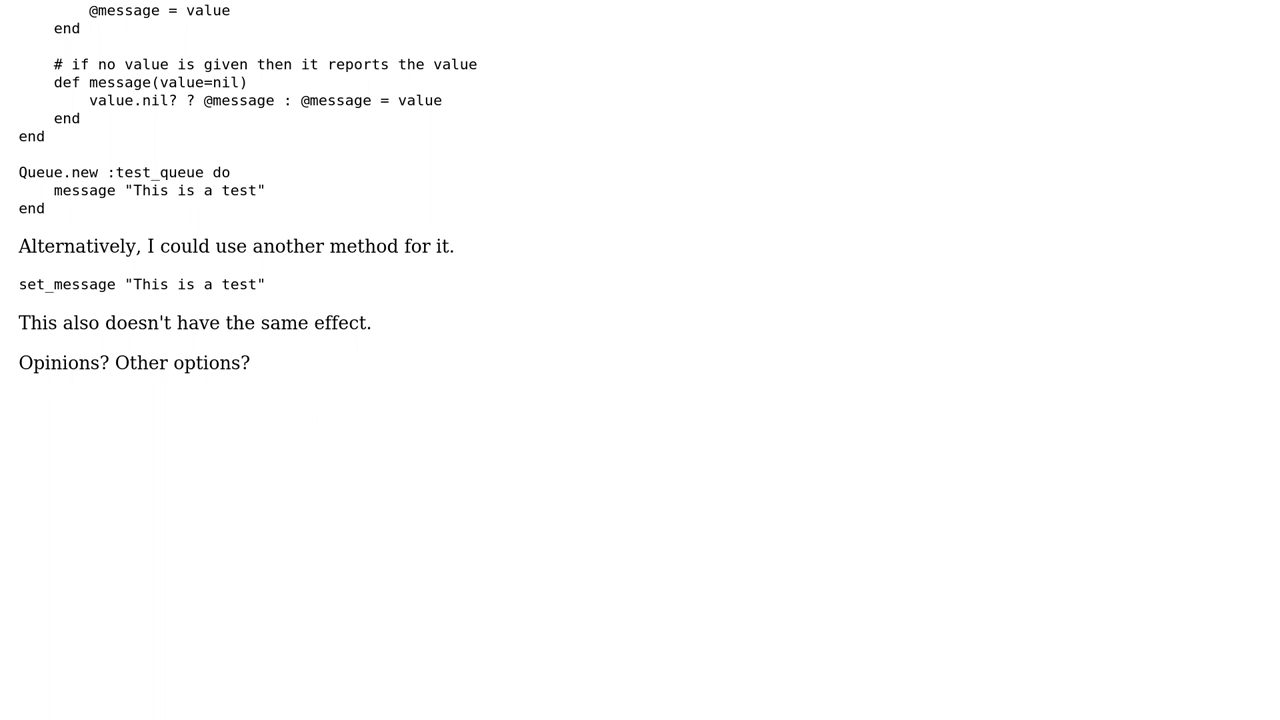 @message = value
    end

    # if no value is given then it reports the value
    def message(value=nil)
        value.nil? ? @message : @message = value
    end
end

Queue.new :test_queue do
    message "This is a test"
end

Alternatively, I could use another method for it.

set_message "This is a test"

This also doesn't have the same effect.

Opinions? Other options?